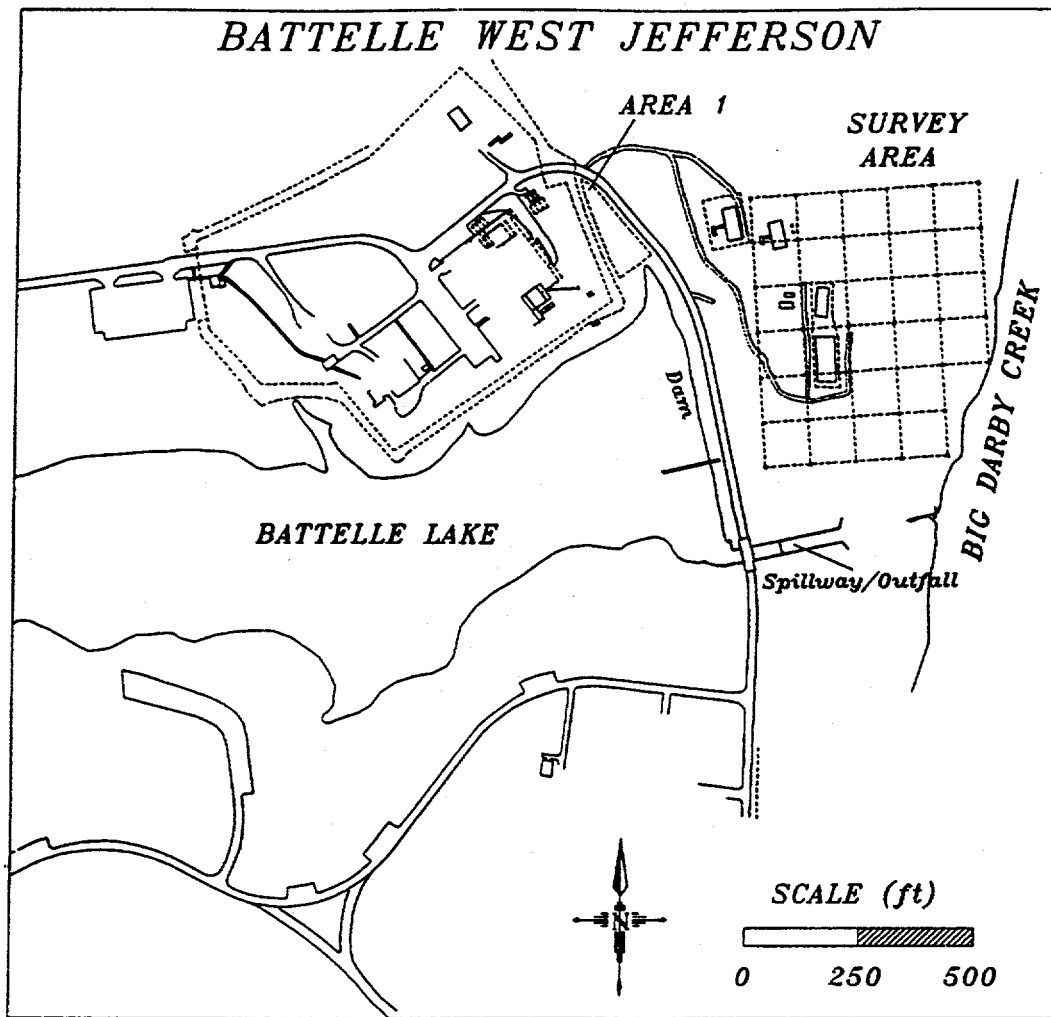 BATTELLE WEST JEFFERSON
AREA 1
SURVEY
AREA
Dam
BIG DARBY CREEK
BATTELLE LAKE
Spillway/Outfall
N
SCALE (ft)
0 250 500